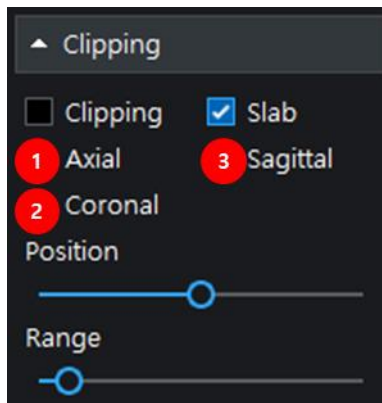 Clipping
Clipping Slab
1 Axial 3 Sagittal
2 Coronal
Position
Range